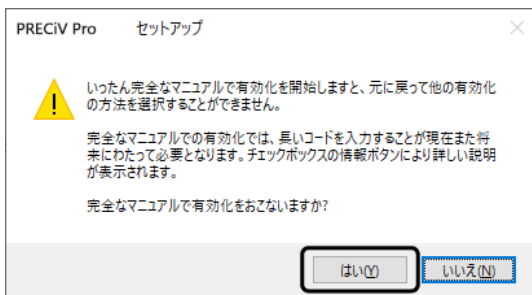 PRECiV Pro セットアップ
いったん完全なマニュアルで有効化を開始しますと、元に戻って他の有効化
の方法を選択することができません。
完全なマニュアルでの有効化では、長いコードを入力することが現在また将
来にわたって必要となります。チェックボックスの情報ボタンにより詳しい説明
が表示されます。
完全なマニュアルで有効化をおこないますか?
はい(Y) いいえ(N)